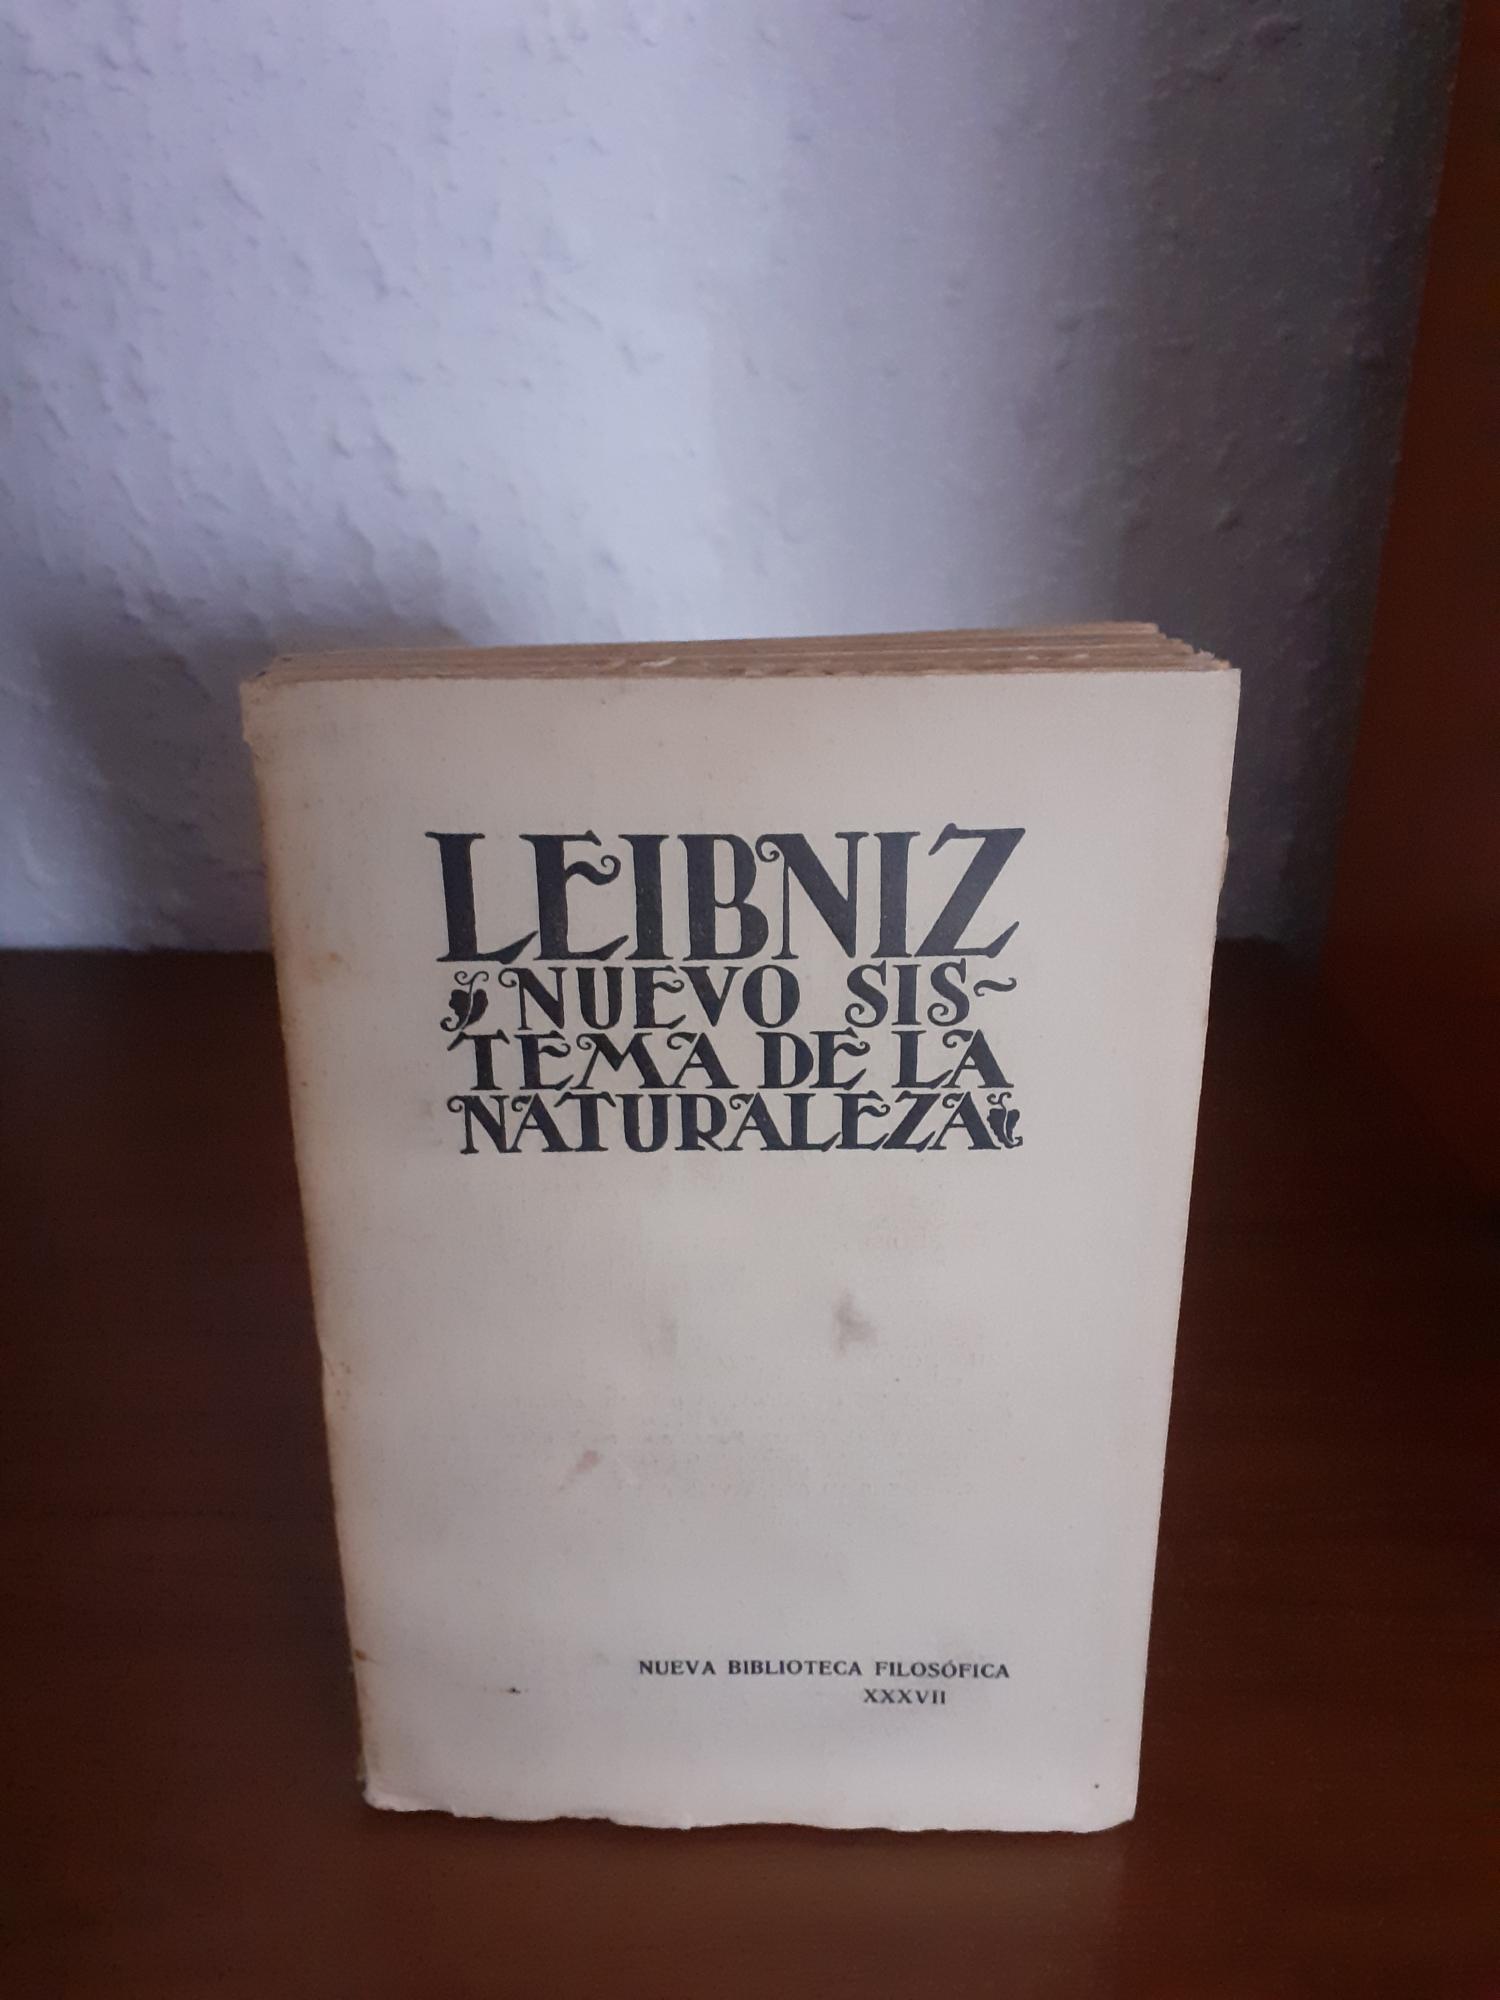 LEIBNIZ
NUEVO SIS-
TEMA DE LA
NATURALEZA
NUEVA BIBLIOTECA FILOSÓFICA
XXXVII